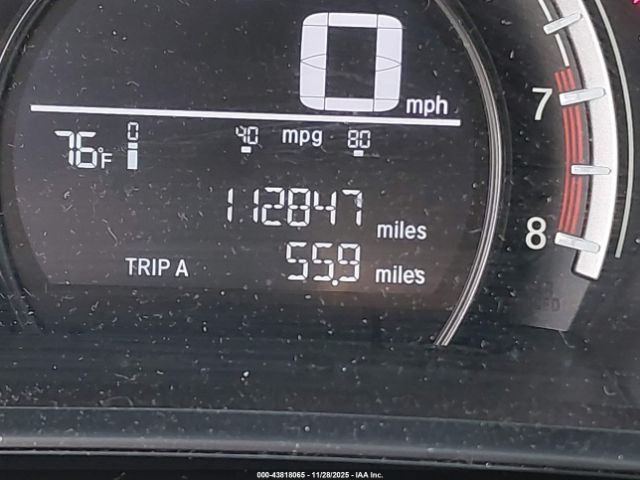 0 mph
7
76°F 0 40 mpg 80
112847 miles
8
TRIP A 55.9 miles
00-43818065 - 11/28/2025 - IAA Inc.